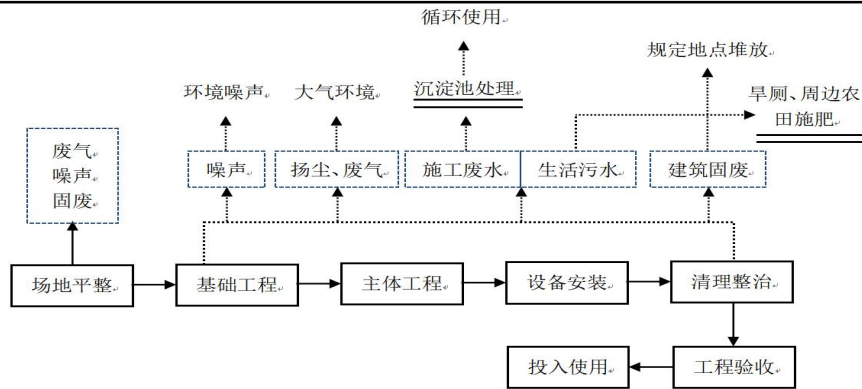 循环使用
规定地点堆放
环境噪声
大气环境
沉淀池处理
旱厕、周边农
田施肥
废气
噪声
固废
噪声
扬尘、废气
施工废水
生活污水
建筑固废
场地平整
基础工程
主体工程
设备安装
清理整治
投入使用
工程验收